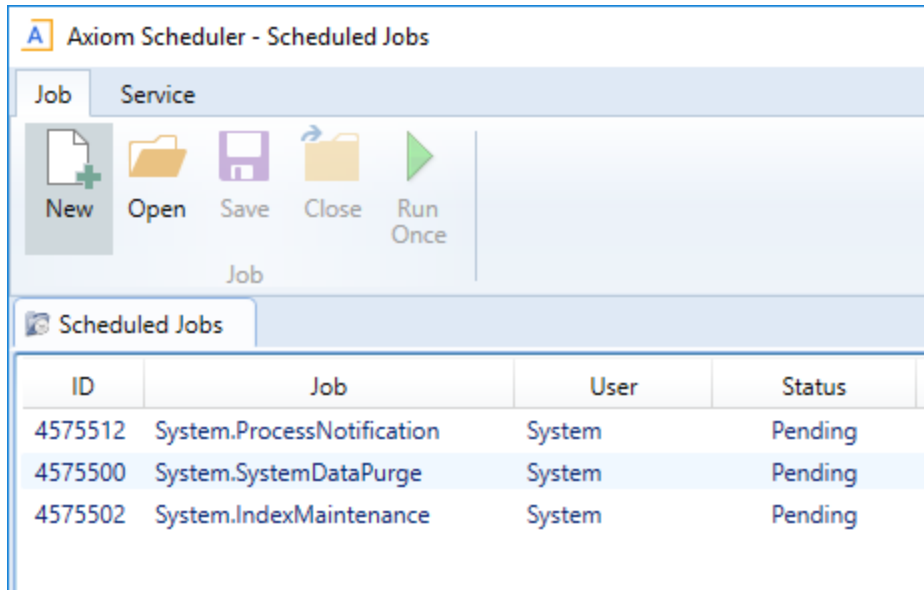 A Axiom Scheduler - Scheduled Jobs
Job Service
New Open Save Close Run Once
Job
Scheduled Jobs
ID Job User Status
4575512 System.ProcessNotification System Pending
4575500 System.SystemDataPurge System Pending
4575502 System.IndexMaintenance System Pending